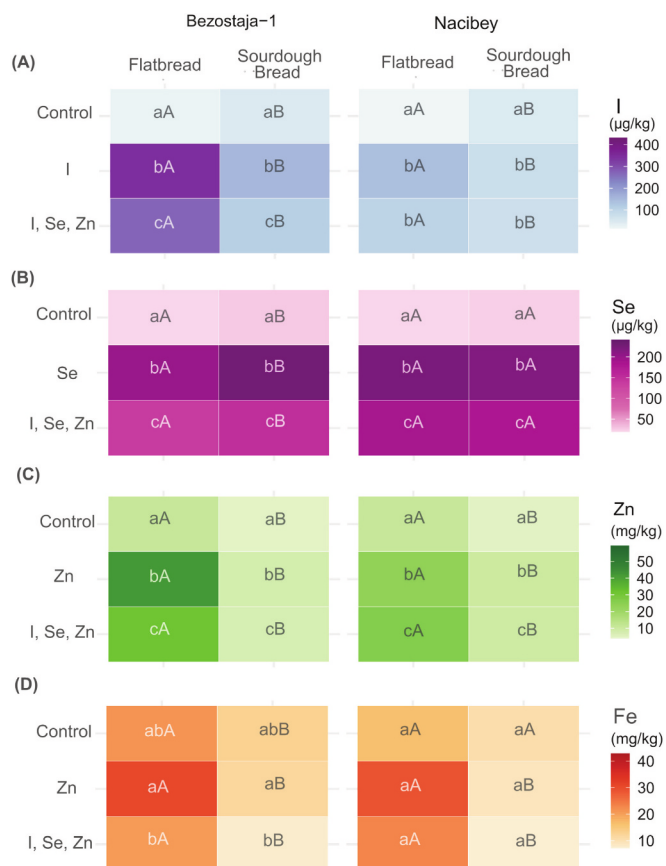 Bezostaja−1 Nacibey
(A) Flatbread Sourdough Bread Flatbread Sourdough Bread
I
(µg/kg)
Control aA aB aA aB
400
I bA bB bA bB
300
200
I, Se, Zn cA cB bA bB
100
(B)
Se
(µg/kg)
Control aA aB aA aA
200
Se bA bB bA bA
150
100
I, Se, Zn cA cB cA cA
50
(C)
Zn
(mg/kg)
Control aA aB aA aB
50
Zn bA bB bA bB
40
30
20
I, Se, Zn cA cB cA cB
10
(D)
Fe
(mg/kg)
Control abA abB aA aA
40
Zn aA aB aA aB
30
20
I, Se, Zn bA bB aA aB
10